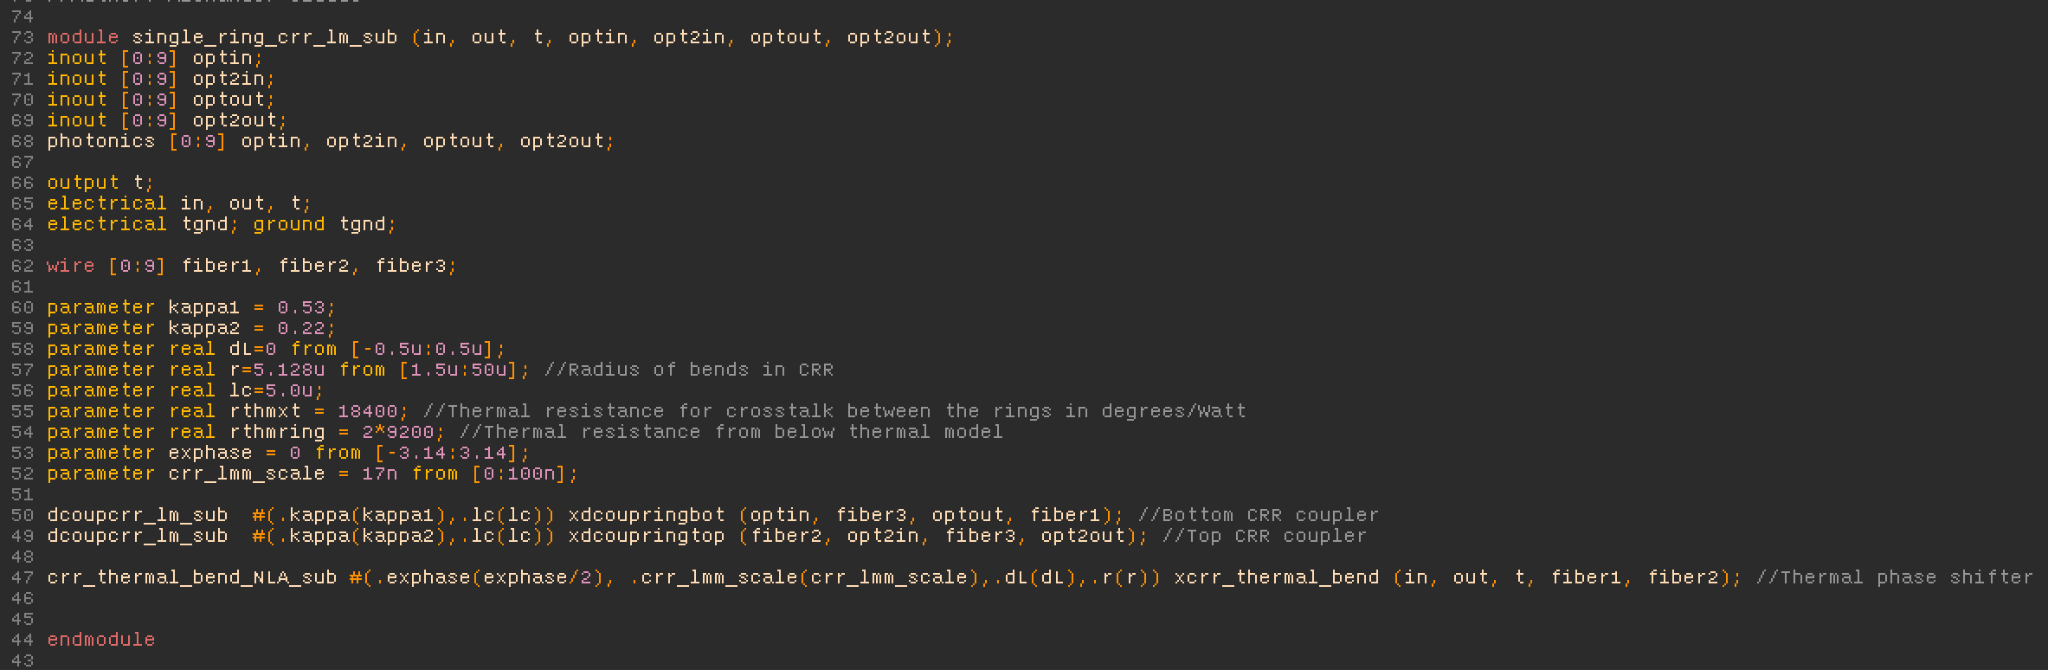 74
73 module single_ring_crr_lm_sub (in, out, t, optin, opt2in, optout, opt2out);
72 inout [0:9] optin;
71 inout [0:9] opt2in;
70 inout [0:9] optout;
69 inout [0:9] opt2out;
68 photonics [0:9] optin, opt2in, optout, opt2out;
67
66 output t;
65 electrical in, out, t;
64 electrical tgnd; ground tgnd;
63
62 wire [0:9] fiber1, fiber2, fiber3;
61
60 parameter kappa1 = 0.53;
59 parameter kappa2 = 0.22;
58 parameter real dL=0 from [-0.5u:0.5u];
57 parameter real r=5.128u from [1.5u:50u]; //Radius of bends in CRR
56 parameter real lc=5.0u;
55 parameter real rthmxt = 18400; //Thermal resistance for crosstalk between the rings in degrees/Watt
54 parameter real rthmring = 2*9200; //Thermal resistance from below thermal model
53 parameter exphase = 0 from [-3.14:3.14];
52 parameter crr_lmm_scale = 17n from [0:100n];
51
50 dcoupcrr_lm_sub  #(.kappa(kappa1),.lc(lc)) xdcoupringbot (optin, fiber3, optout, fiber1); //Bottom CRR coupler
49 dcoupcrr_lm_sub  #(.kappa(kappa2),.lc(lc)) xdcoupringtop (fiber2, opt2in, fiber3, opt2out); //Top CRR coupler
48
47 crr_thermal_bend_NLA_sub #(.exphase(exphase/2), .crr_lmm_scale(crr_lmm_scale),.dL(dL),.r(r)) xcrr_thermal_bend (in, out, t, fiber1, fiber2); //Thermal phase shifter
46
45
44 endmodule
43